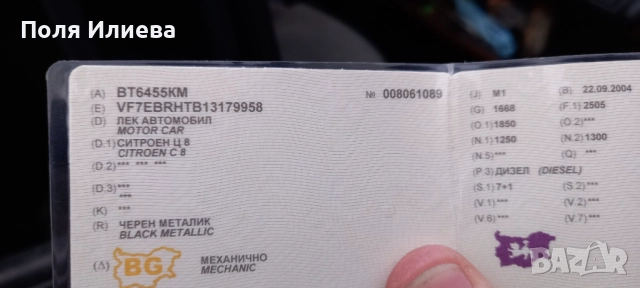 Поля Илиева
(A) BT6455KM
№ 008061089
(E) VF7EBRHTB13179958
(D) ЛЕК АВТОМОБИЛ
MOTOR CAR
(D.1) СИТРОЕН Ц 8
CITROEN C 8
(D.2)*** *** ***
(D.3)***
***
(K) ***
(R) ЧЕРЕН МЕТАЛИК
BLACK METALLIC
(Δ) BG МЕХАНИЧНО
MECHANIC
(J) M1 (B) 22.09.2004
(G) 1668 (F.1) 2505
(O.1) 1850 (O.2)***
(N.1) 1250 (N.2) 1300
(N.5)*** (Q) ***
(P.3) ДИЗЕЛ (DIESEL)
(S.1) 7+1 (S.2)***
(V.1)*** (V.2)***
(V.6)*** (V.7)***
BAZAR